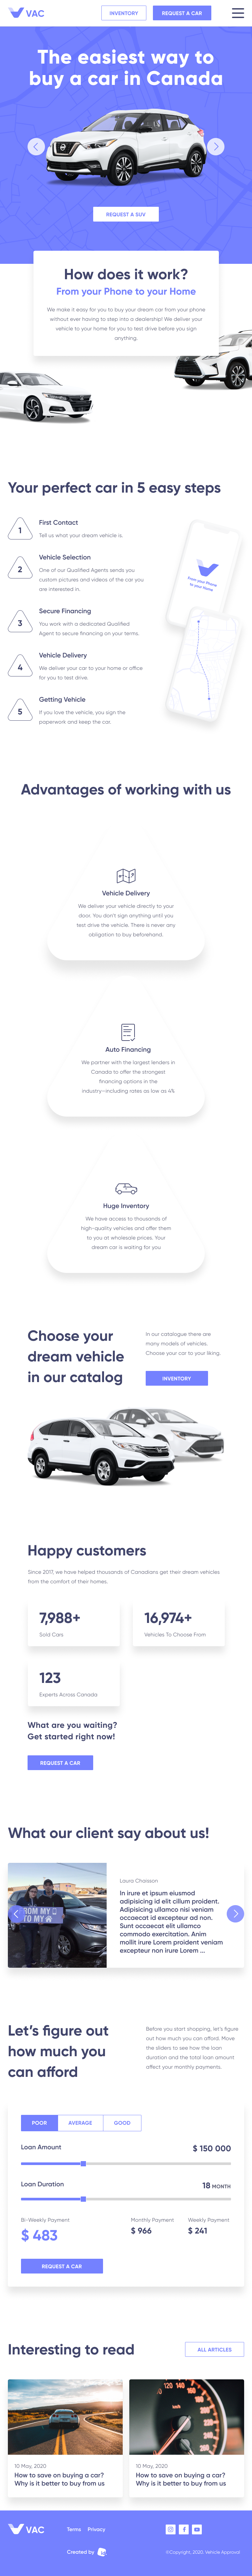 VAC
INVENTORY
REQUEST A CAR
The easiest way to
buy a car in Canada
REQUEST A SUV
How does it work?
From your Phone to your Home
We make it easy for you to buy your dream car from your phone
without ever having to step into a dealership! We deliver your
vehicle to your home for you to test drive before you sign
anything.
Your perfect car in 5 easy steps
1
First Contact
Tell us what your dream vehicle is.
2
Vehicle Selection
One of our Qualified Agents sends you
custom pictures and videos of the car you
are interested in.
3
Secure Financing
You work with a dedicated Qualified
Agent to secure financing on your terms.
4
Vehicle Delivery
We deliver your car to your home or office
for you to test drive.
5
Getting Vehicle
If you love the vehicle, you sign the
paperwork and keep the car.
From your Phone
to your Home
Advantages of working with us
Vehicle Delivery
We deliver your vehicle directly to your
door. You don't sign anything until you
test drive the vehicle. There is never any
obligation to buy beforehand.
Auto Financing
We partner with the largest lenders in
Canada to offer the strongest
financing options in the
industry—including rates as low as 4%
Huge Inventory
We have access to thousands of
high-quality vehicles and offer them
to you at wholesale prices. Your
dream car is waiting for you
Choose your
dream vehicle
in our catalog
In our catalogue there are
many models of vehicles.
Choose your car to your liking.
INVENTORY
Happy customers
Since 2017, we have helped thousands of Canadians get their dream vehicles
from the comfort of their homes.
7,988+
Sold Cars
16,974+
Vehicles To Choose From
123
Experts Across Canada
What are you waiting?
Get started right now!
REQUEST A CAR
What our client say about us!
FROM MY
TO MY
Laura Choisson
In irure et ipsum eiusmod
adipisicing id elit cillum proident.
Adipisicing ullamco nisi veniam
occaecat id excepteur ad non.
Sunt occaecat elit ullamco
commodo exercitation. Anim
mollit irure Lorem proident veniam
excepteur non irure Lorem ...
Let's figure out
how much you
can afford
Before you start shopping, let's figure
out how much you can afford. Move
the sliders to see how the loan
duration and the total loan amount
affect your monthly payments.
POOR
AVERAGE
GOOD
Loan Amount
$ 150 000
Loan Duration
18 MONTH
Bi-Weekly Payment
$ 483
Monthly Payment
$ 966
Weekly Payment
$ 241
REQUEST A CAR
Interesting to read
ALL ARTICLES
10 May, 2020
How to save on buying a car?
Why is it better to buy from us
10 May, 2020
How to save on buying a car?
Why is it better to buy from us
VAC
Terms
Privacy
Created by
©Copyright, 2020. Vehicle Approval